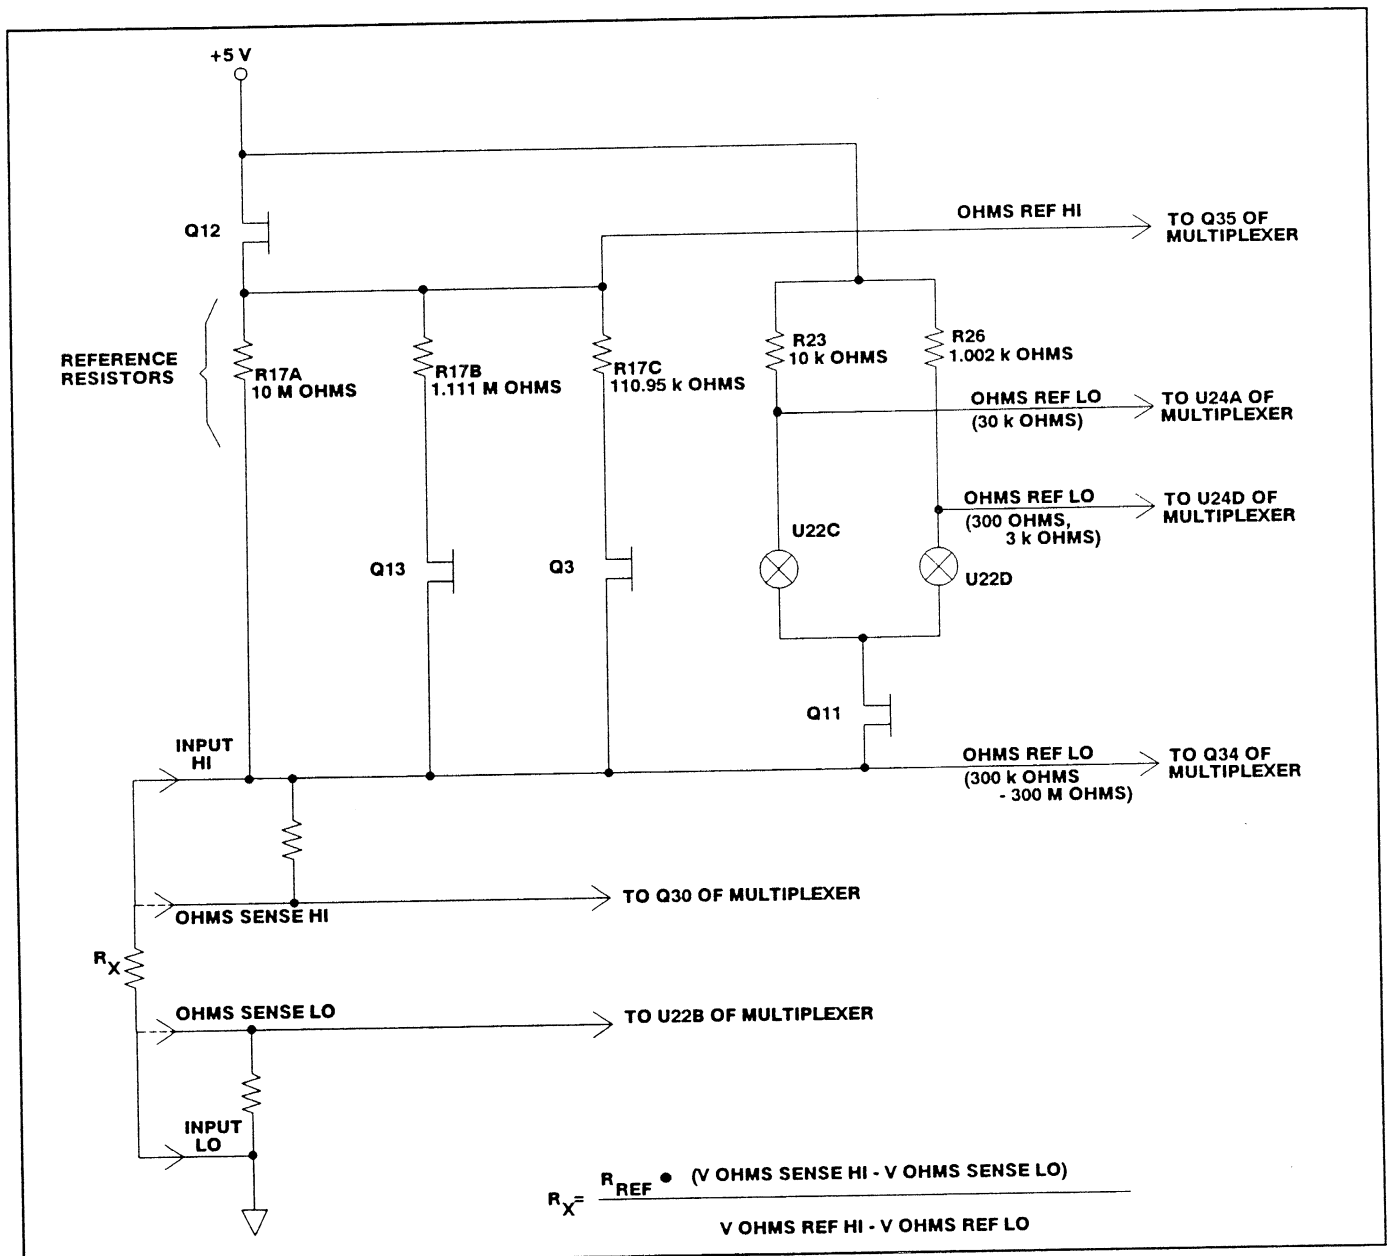 +5 V
Q12
OHMS REF HI
TO Q35 OF
MULTIPLEXER
REFERENCE
RESISTORS
R17A
10 M OHMS
R17B
1.111 M OHMS
R17C
110.95 k OHMS
R23
10 k OHMS
R26
1.002 k OHMS
OHMS REF LO
(30 k OHMS)
TO U24A OF
MULTIPLEXER
OHMS REF LO
(300 OHMS,
3 k OHMS)
TO U24D OF
MULTIPLEXER
Q13
Q3
U22C
U22D
Q11
INPUT
HI
OHMS REF LO
(300 k OHMS
- 300 M OHMS)
TO Q34 OF
MULTIPLEXER
OHMS SENSE HI
TO Q30 OF MULTIPLEXER
RX
OHMS SENSE LO
TO U22B OF MULTIPLEXER
INPUT
LO
RX= RREF • (V OHMS SENSE HI - V OHMS SENSE LO)
V OHMS REF HI - V OHMS REF LO